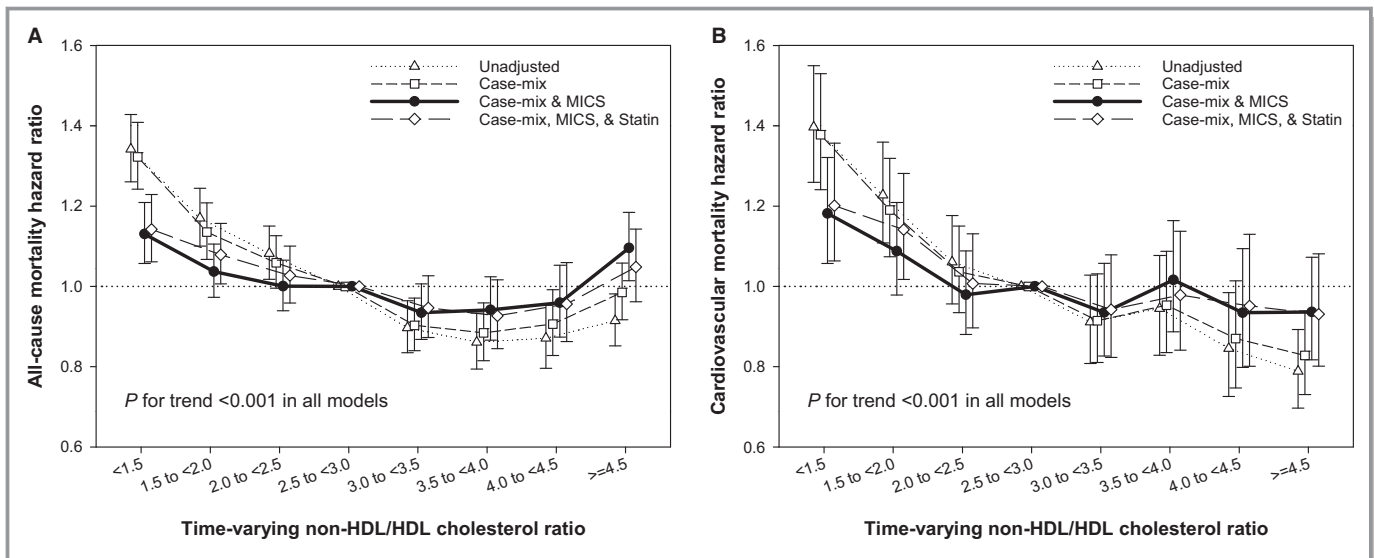 A
All-cause mortality hazard ratio
1.6
1.4
1.2
1.0
0.8
0.6
Unadjusted
Case-mix
Case-mix & MICS
Case-mix, MICS, & Statin
P for trend <0.001 in all models
<1.5
1.5 to <2.0
2.0 to <2.5
2.5 to <3.0
3.0 to <3.5
3.5 to <4.0
4.0 to <4.5
>=4.5
Time-varying non-HDL/HDL cholesterol ratio
B
Cardiovascular mortality hazard ratio
1.6
1.4
1.2
1.0
0.8
0.6
Unadjusted
Case-mix
Case-mix & MICS
Case-mix, MICS, & Statin
P for trend <0.001 in all models
<1.5
1.5 to <2.0
2.0 to <2.5
2.5 to <3.0
3.0 to <3.5
3.5 to <4.0
4.0 to <4.5
>=4.5
Time-varying non-HDL/HDL cholesterol ratio